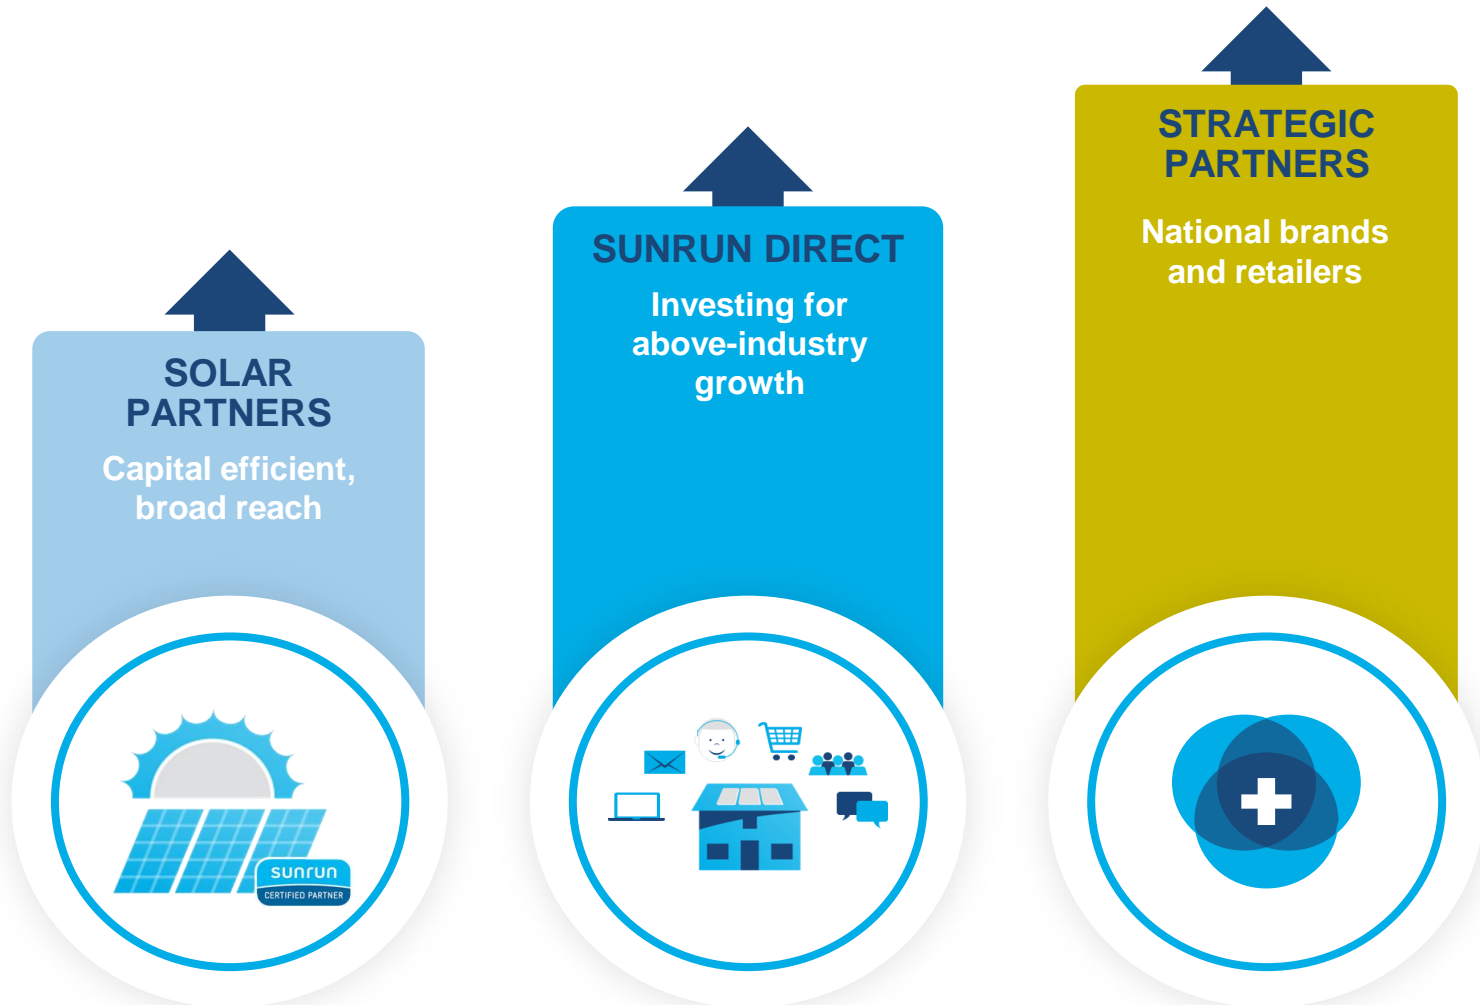 SOLAR
PARTNERS
Capital efficient,
broad reach
sunrun
CERTIFIED PARTNER
SUNRUN DIRECT
Investing for
above-industry
growth
STRATEGIC
PARTNERS
National brands
and retailers